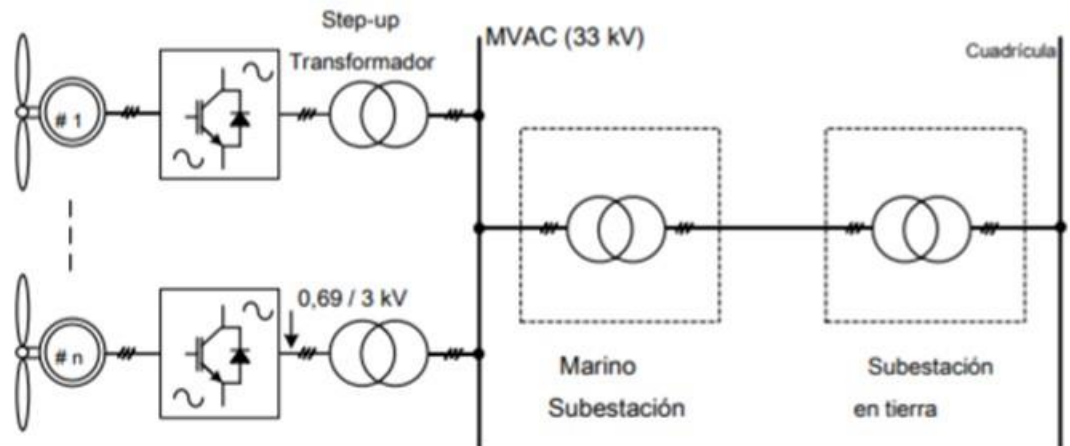 Step-up
Transformador
MVAC (33 kV)
Cuadrícula
# 1
# n
0,69 / 3 kV
Marino
Subestación
Subestación
en tierra